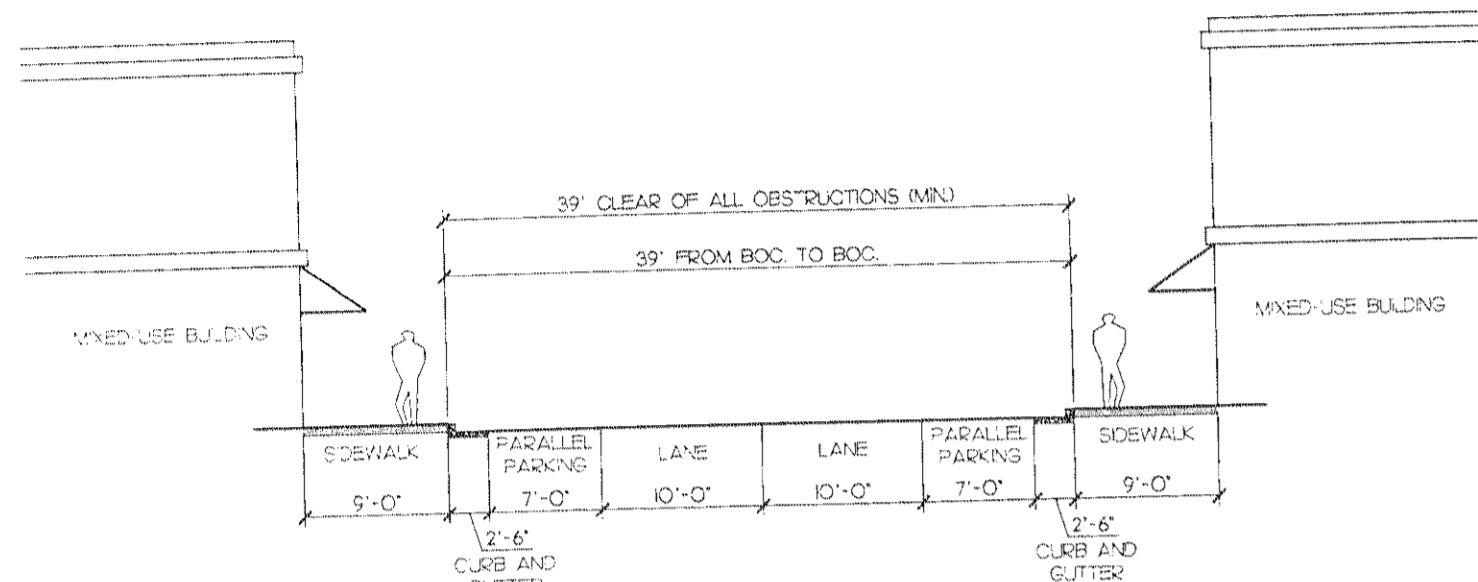 39' CLEAR OF ALL OBSTRUCTIONS (MIN.)
39' FROM BOC. TO BOC.
MIXED-USE BUILDING
MIXED-USE BUILDING
SIDEWALK
9'-0"
2'-6"
CURB AND
GUTTER
PARALLEL
PARKING
7'-0"
LANE
10'-0"
LANE
10'-0"
PARALLEL
PARKING
7'-0"
2'-6"
CURB AND
GUTTER
SIDEWALK
9'-0"